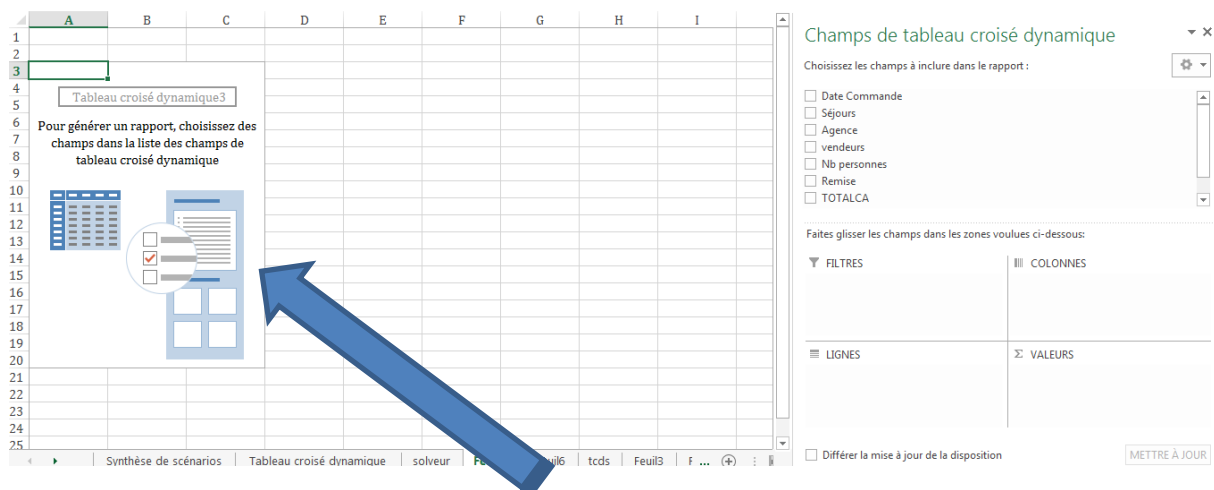 A B C D E F G H I
1
2
3
4
Tableau croisé dynamique3
5
6
Pour générer un rapport, choisissez des
7
champs dans la liste des champs de
8
tableau croisé dynamique
9
10
11
12
13
14
15
16
17
18
19
20
21
22
23
24
25
Synthèse de scénarios Tableau croisé dynamique solveur tcds Feuil3 F ...
Champs de tableau croisé dynamique
Choisissez les champs à inclure dans le rapport :
Date Commande
Séjours
Agence
vendeurs
Nb personnes
Remise
TOTALCA
Faites glisser les champs dans les zones voulues ci-dessous:
FILTRES
COLONNES
LIGNES
Σ VALEURS
Différer la mise à jour de la disposition
METTRE À JOUR